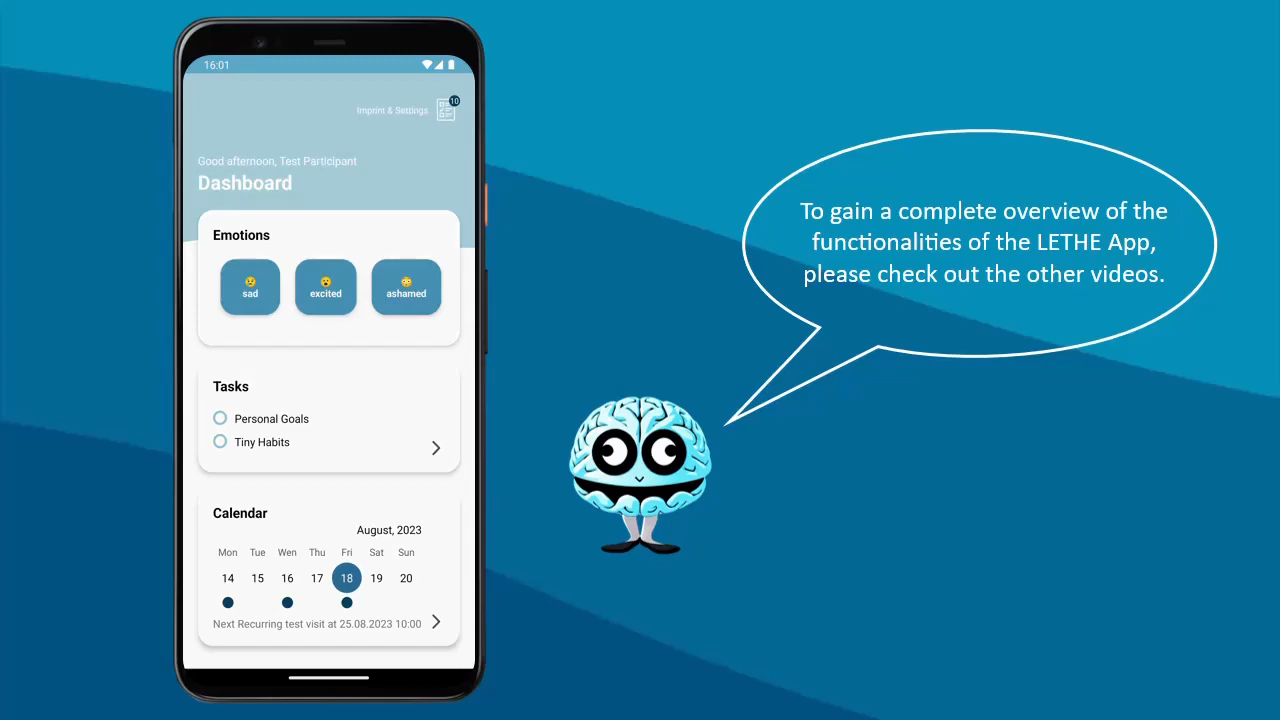 16:01
10
Imprint & Settings
Good afternoon, Test Participant
Dashboard
Emotions
sad excited ashamed
Tasks
Personal Goals
Tiny Habits
Calendar
August, 2023
Mon Tue Wen Thu Fri Sat Sun
14 15 16 17 18 19 20
Next Recurring test visit at 25.08.2023 10:00
To gain a complete overview of the
functionalities of the LETHE App,
please check out the other videos.